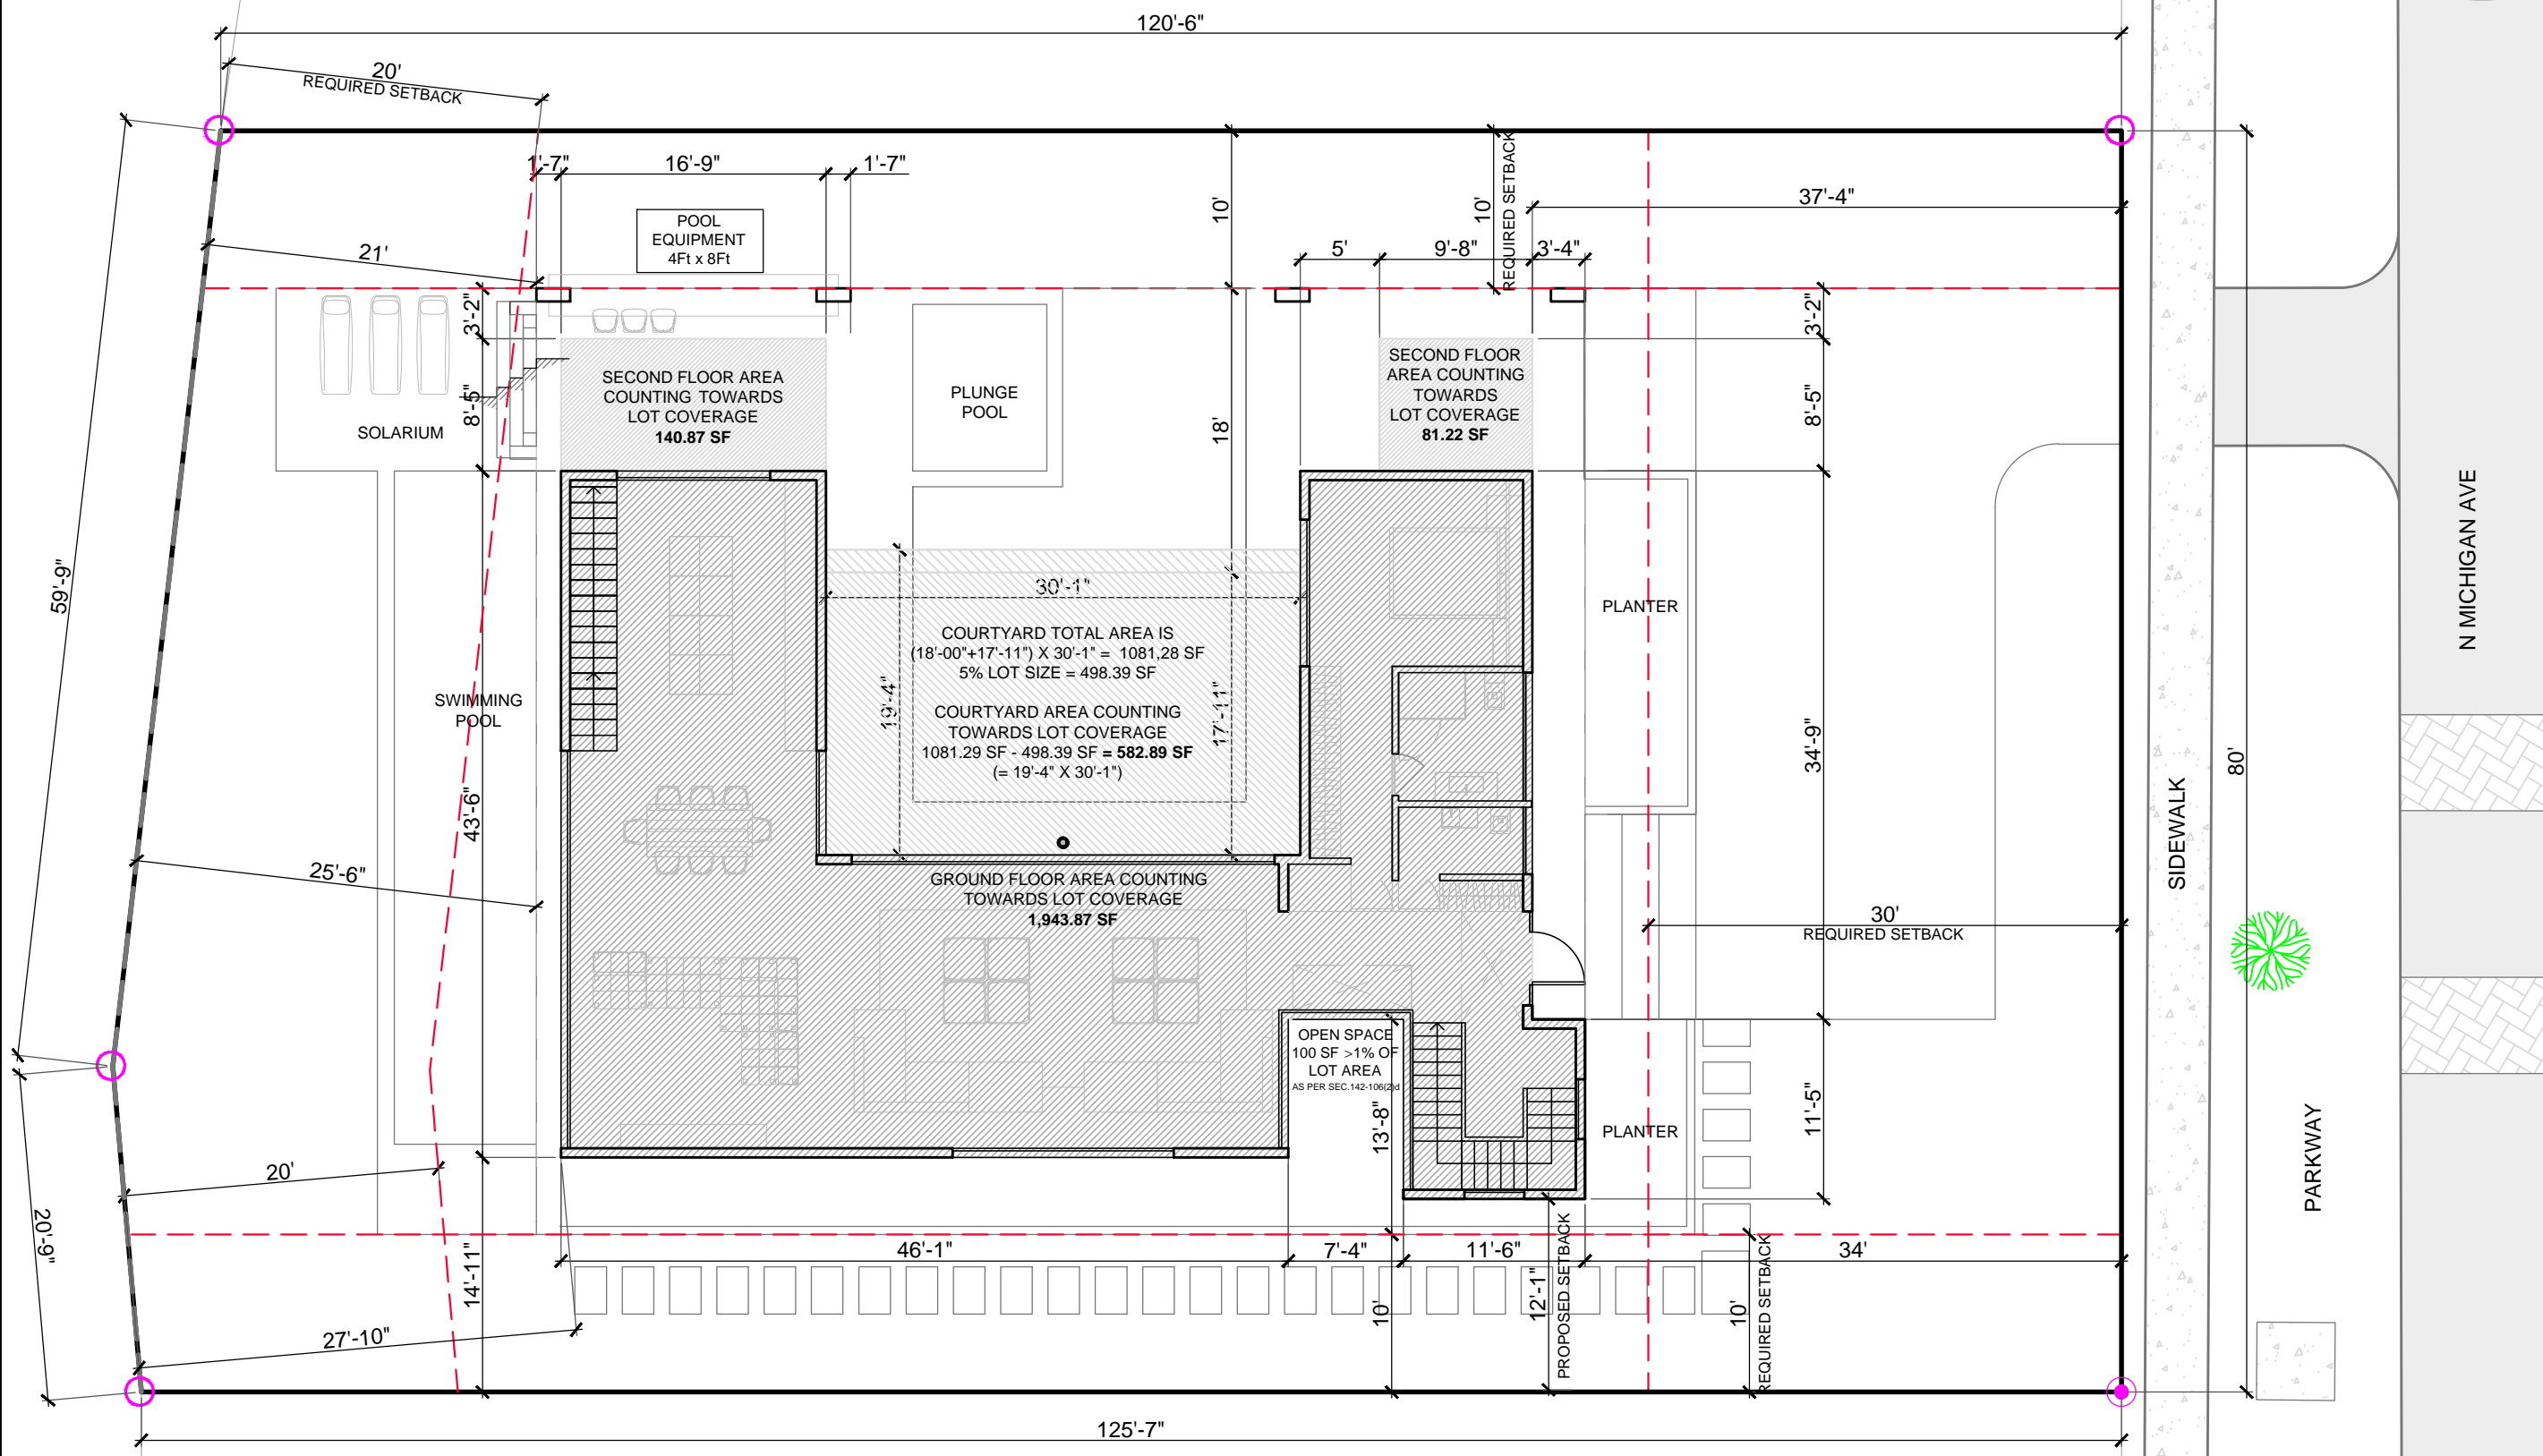 120'-6"
20'
REQUIRED SETBACK
1'-7"
16'-9"
1'-7"
10'
10'
REQUIRED SETBACK
37'-4"
POOL
EQUIPMENT
4Ft x 8Ft
21'
5'
9'-8"
3'-4"
3'-2"
3'-2"
SECOND FLOOR AREA
COUNTING TOWARDS
LOT COVERAGE
140.87 SF
PLUNGE
POOL
SECOND FLOOR
AREA COUNTING
TOWARDS
LOT COVERAGE
81.22 SF
8'-5"
18'
8'-5"
SOLARIUM
59'-9"
30'-1"
PLANTER
N MICHIGAN AVE
COURTYARD TOTAL AREA IS
(18'-00"+17'-11") X 30'-1" = 1081,28 SF
5% LOT SIZE = 498.39 SF
19'-4"
17'-11"
COURTYARD AREA COUNTING
TOWARDS LOT COVERAGE
1081.29 SF - 498.39 SF = 582.89 SF
(= 19'-4" X 30'-1")
SWIMMING
POOL
34'-9"
80'
43'-6"
SIDEWALK
25'-6"
GROUND FLOOR AREA COUNTING
TOWARDS LOT COVERAGE
1,943.87 SF
30'
REQUIRED SETBACK
OPEN SPACE
100 SF >1% OF
LOT AREA
AS PER SEC.142-106(2)d
13'-8"
11'-5"
PLANTER
PARKWAY
20'
20'-9"
46'-1"
7'-4"
11'-6"
34'
14'-11"
10'
12'-1"
PROPOSED SETBACK
10'
REQUIRED SETBACK
27'-10"
125'-7"